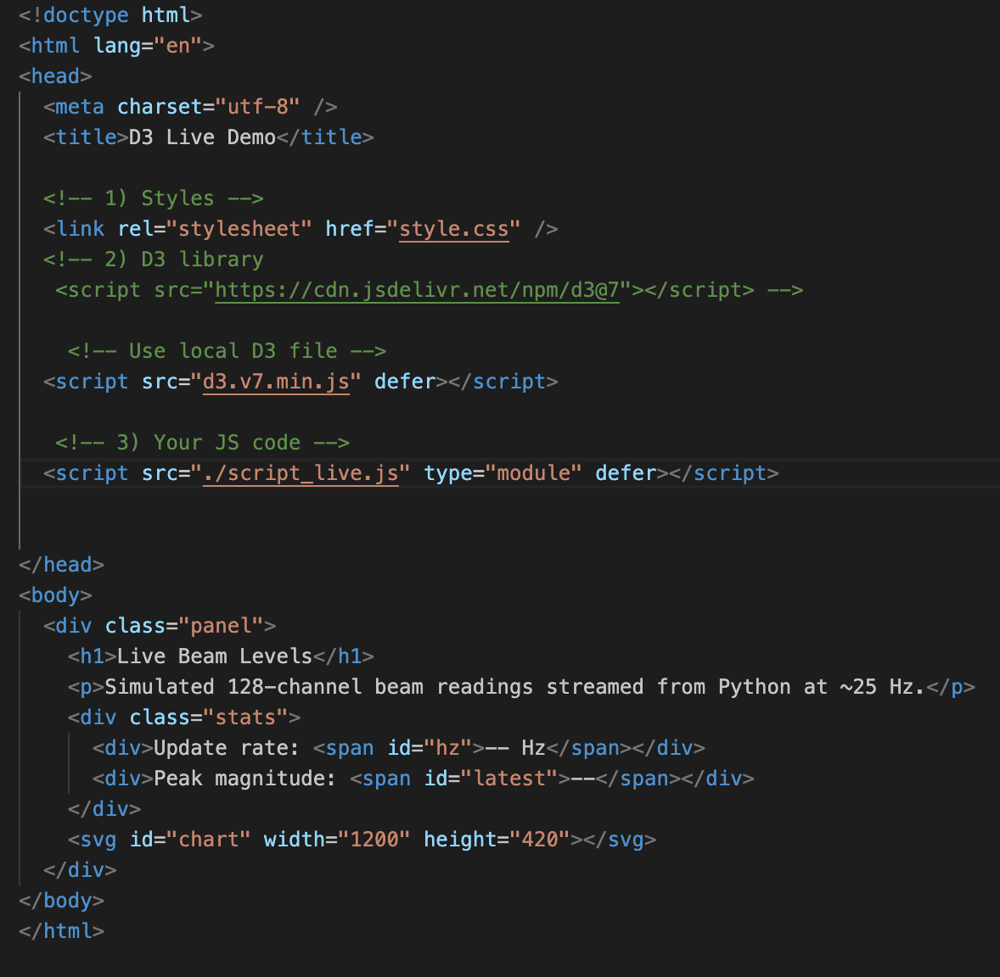 <!doctype html>
<html lang="en">
<head>
<meta charset="utf-8" />
<title>D3 Live Demo</title>
<!-- 1) Styles -->
<link rel="stylesheet" href="style.css" />
<!-- 2) D3 library
<script src="https://cdn.jsdelivr.net/npm/d3@7"></script> -->
<!-- Use local D3 file -->
<script src="d3.v7.min.js" defer></script>
<!-- 3) Your JS code -->
<script src="./script_live.js" type="module" defer></script>
</head>
<body>
<div class="panel">
<h1>Live Beam Levels</h1>
<p>Simulated 128-channel beam readings streamed from Python at ~25 Hz.</p>
<div class="stats">
<div>Update rate: <span id="hz">-- Hz</span></div>
<div>Peak magnitude: <span id="latest">--</span></div>
</div>
<svg id="chart" width="1200" height="420"></svg>
</div>
</body>
</html>